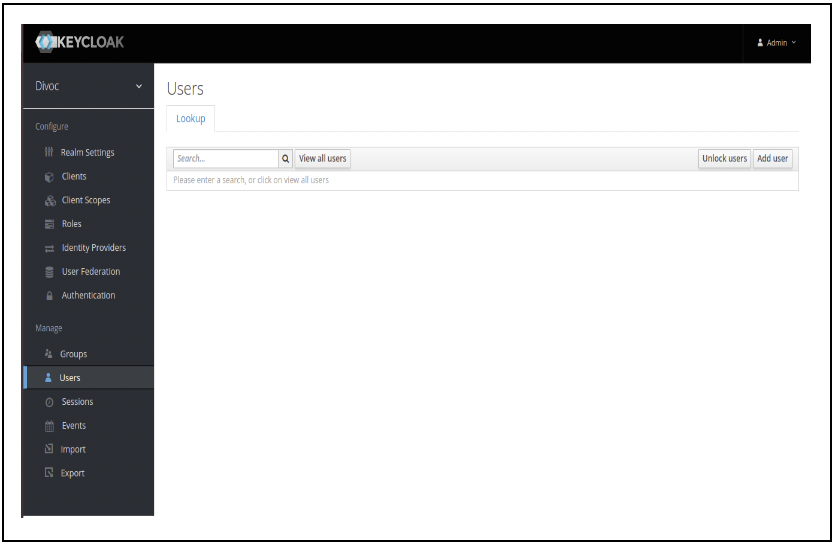 KEYCLOAK
Admin
Divoc
Users
Lookup
Configure
Search...
View all users
Unlock users
Add user
Please enter a search, or click on view all users
Realm Settings
Clients
Client Scopes
Roles
Identity Providers
User Federation
Authentication
Manage
Groups
Users
Sessions
Events
Import
Export